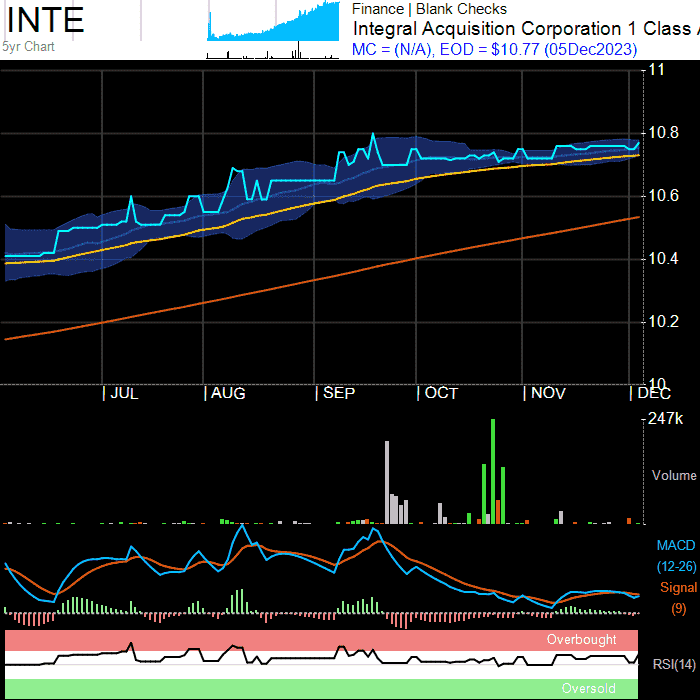 INTE
5yr Chart
Finance | Blank Checks
Integral Acquisition Corporation 1 Class
MC = (N/A), EOD = $10.77 (05Dec2023)
11
10.8
10.6
10.4
10.2
10
JUL
AUG
SEP
OCT
NOV
DEC
247k
Volume
MACD
(12-26)
Signal
(9)
Overbought
RSI(14)
Oversold